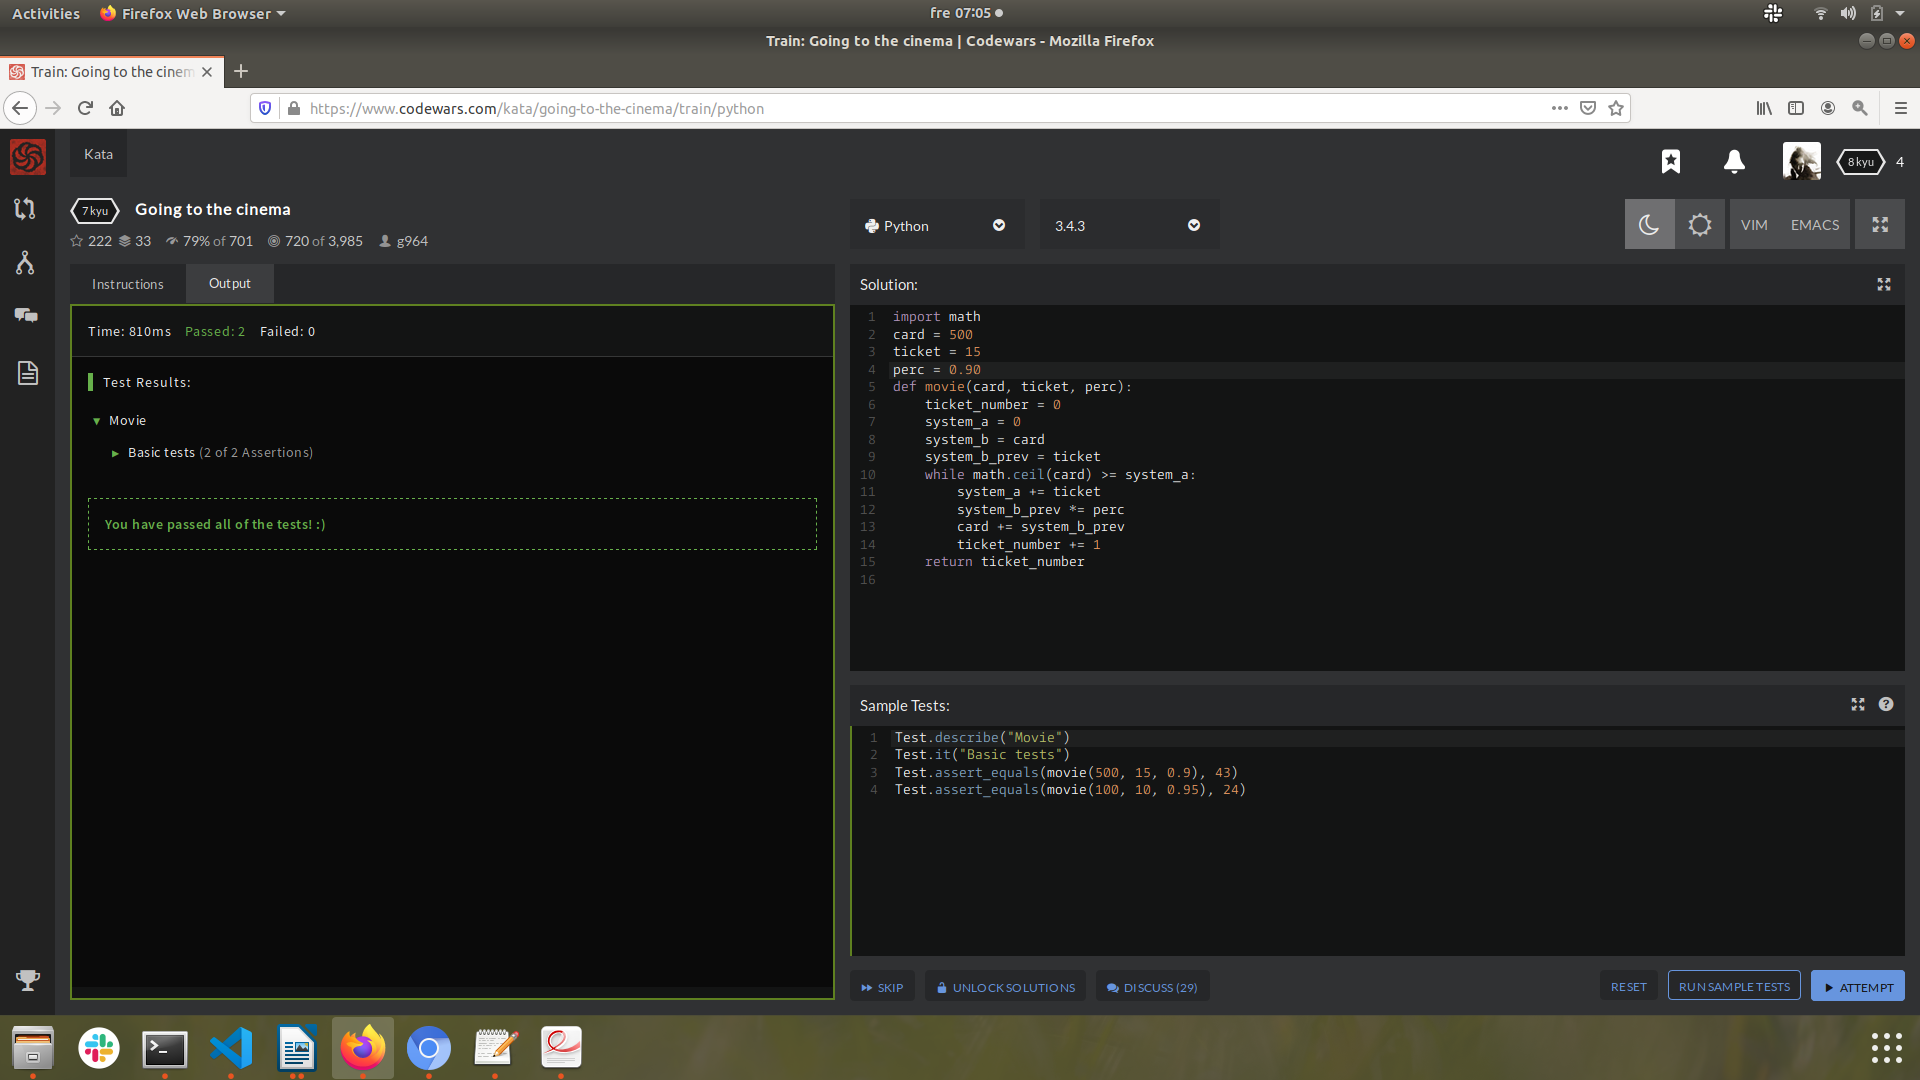 Activities
Firefox Web Browser
fre 07:05
Train: Going to the cinema | Codewars - Mozilla Firefox
Train: Going to the cinem
https://www.codewars.com/kata/going-to-the-cinema/train/python
Kata
8 kyu
4
7 kyu
Going to the cinema
222 33 79% of 701 720 of 3,985 g964
Python
3.4.3
VIM
EMACS
Instructions
Output
Time: 810ms Passed: 2 Failed: 0
Test Results:
Movie
Basic tests (2 of 2 Assertions)
You have passed all of the tests! :)
Solution:
1 import math
2 card = 500
3 ticket = 15
4 perc = 0.90
5 def movie(card, ticket, perc):
6     ticket_number = 0
7     system_a = 0
8     system_b = card
9     system_b_prev = ticket
10     while math.ceil(card) >= system_a:
11         system_a += ticket
12         system_b_prev *= perc
13         card += system_b_prev
14         ticket_number += 1
15     return ticket_number
16
Sample Tests:
1 Test.describe("Movie")
2 Test.it("Basic tests")
3 Test.assert_equals(movie(500, 15, 0.9), 43)
4 Test.assert_equals(movie(100, 10, 0.95), 24)
SKIP
UNLOCK SOLUTIONS
DISCUSS (29)
RESET
RUN SAMPLE TESTS
ATTEMPT